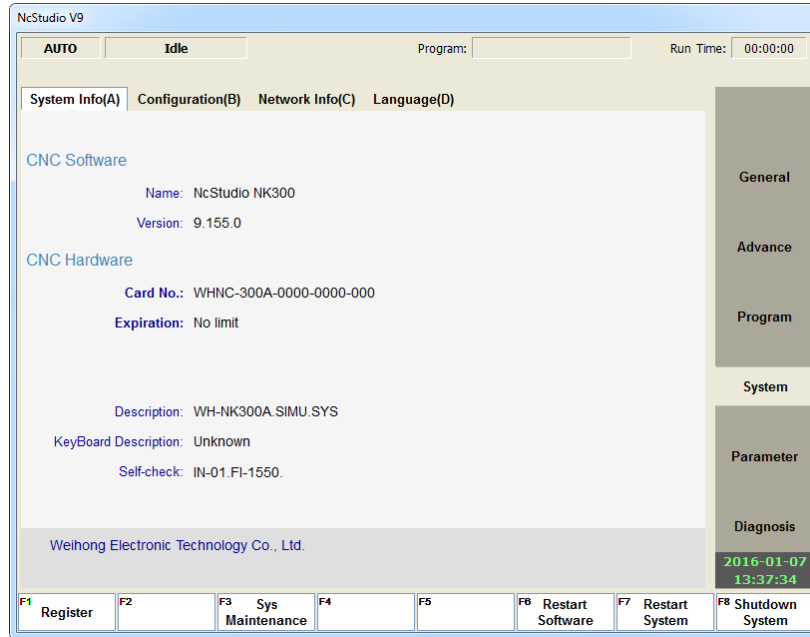 NcStudio V9
AUTO Idle Program: Run Time: 00:00:00
System Info(A) Configuration(B) Network Info(C) Language(D)
CNC Software
Name: NcStudio NK300
Version: 9.155.0
CNC Hardware
Card No.: WHNC-300A-0000-0000-000
Expiration: No limit
Description: WH-NK300A.SIMU.SYS
KeyBoard Description: Unknown
Self-check: IN-01.FI-1550.
Weihong Electronic Technology Co., Ltd.
General
Advance
Program
System
Parameter
Diagnosis
2016-01-07
13:37:34
F1 Register
F2
F3 Sys
Maintenance
F4
F5
F6 Restart
Software
F7 Restart
System
F8 Shutdown
System